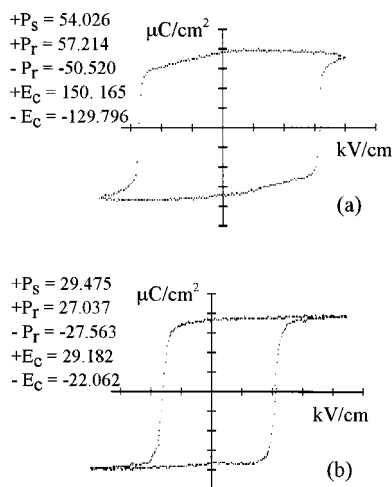 +Ps = 54.026
+Pr = 57.214
- Pr = -50.520
+Ec = 150. 165
- Ec = -129.796
μC/cm²
kV/cm
(a)
+Ps = 29.475
+Pr = 27.037
- Pr = -27.563
+Ec = 29.182
- Ec = -22.062
μC/cm²
kV/cm
(b)